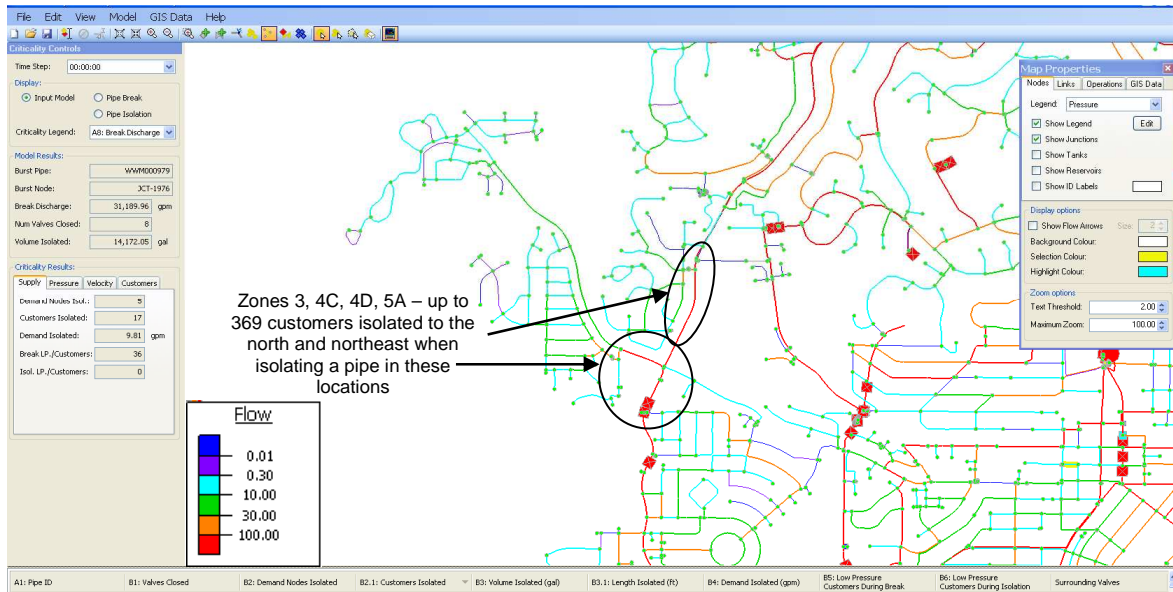 File Edit View Model GIS Data Help
Criticality Controls
Time Step: 00:00:00
Display:
Input Model Pipe Break
Pipe Isolation
Criticality Legend: A8: Break Discharge
Model Results:
Burst Pipe: WWM000979
Burst Node: JCT-1976
Break Discharge: 31,189.96 gpm
Num Valves Closed: 8
Volume Isolated: 14,172.05 gal
Criticality Results:
Supply Pressure Velocity Customers
Demand Nodes Isol.: 5
Customers Isolated: 17
Demand Isolated: 9.81 gpm
Break LP./Customers: 36
Isol. LP./Customers: 0
Zones 3, 4C, 4D, 5A – up to
369 customers isolated to the
north and northeast when
isolating a pipe in these
locations
Flow
0.01
0.30
10.00
30.00
100.00
Map Properties
Nodes Links Operations GIS Data
Legend: Pressure
Show Legend Edit
Show Junctions
Show Tanks
Show Reservoirs
Show ID Labels
Display options
Show Flow Arrows Size: 2
Background Colour:
Selection Colour:
Highlight Colour:
Zoom options
Text Threshold: 2.00
Maximum Zoom: 100.00
A1: Pipe ID B1: Valves Closed B2: Demand Nodes Isolated B2.1: Customers Isolated B3: Volume Isolated (gal) B3.1: Length Isolated (ft) B4: Demand Isolated (gpm) B5: Low Pressure Customers During Break B6: Low Pressure Customers During Isolation Surrounding Valves